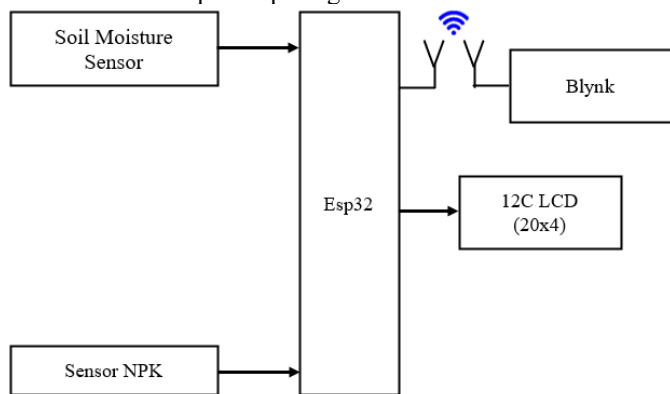 Soil Moisture
Sensor
Blynk
Esp32
12C LCD
(20x4)
Sensor NPK